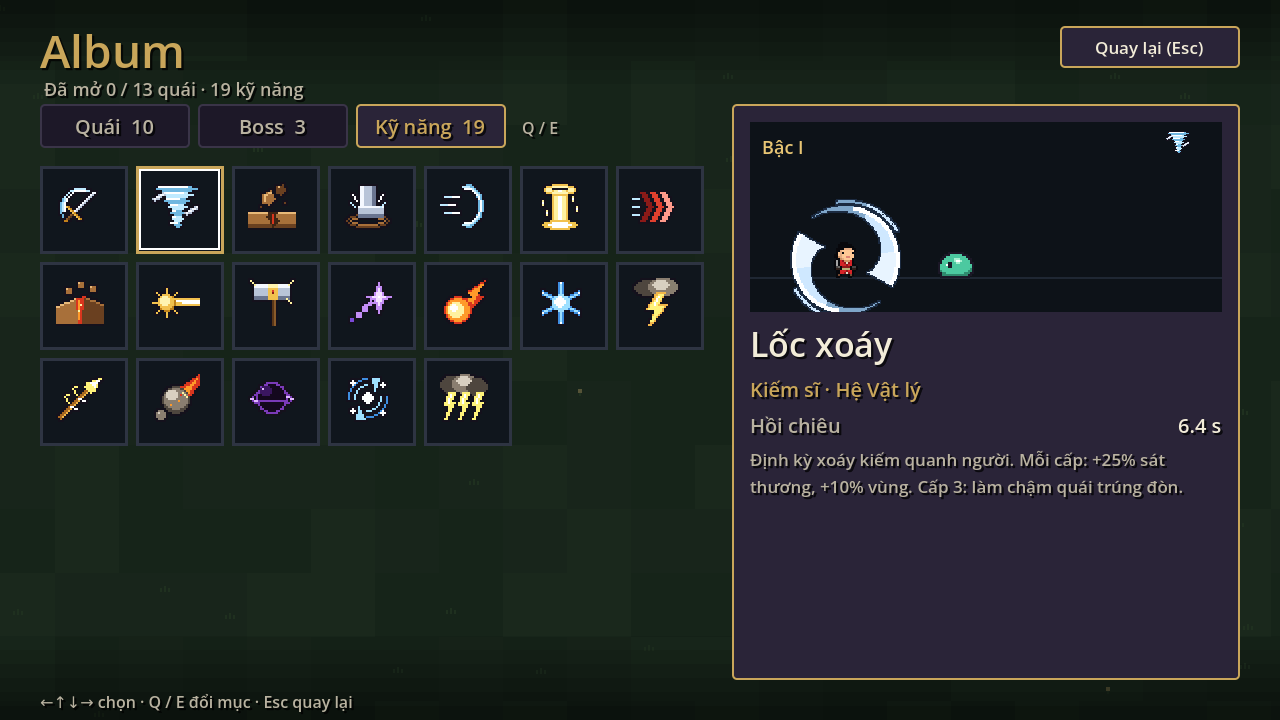 Album
Quay lại (Esc)
Đã mở 0 / 13 quái · 19 kỹ năng
Quái 10
Boss 3
Kỹ năng 19
Q / E
Bậc I
Lốc xoáy
Kiếm sĩ · Hệ Vật lý
Hồi chiêu 6.4 s
Định kỳ xoáy kiếm quanh người. Mỗi cấp: +25% sát
thương, +10% vùng. Cấp 3: làm chậm quái trúng đòn.
←↑↓→ chọn · Q / E đổi mục · Esc quay lại